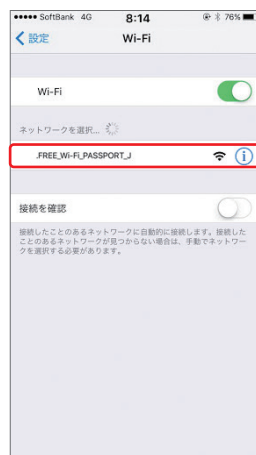 SoftBank 4G 8:14 76%
設定 Wi-Fi
Wi-Fi
ネットワークを選択...
.FREE_Wi-Fi_PASSPORT_J
接続を確認
接続したことのあるネットワークに自動的に接続します。接続した
ことのあるネットワークが見つからない場合は、手動でネットワー
クを選択する必要があります。